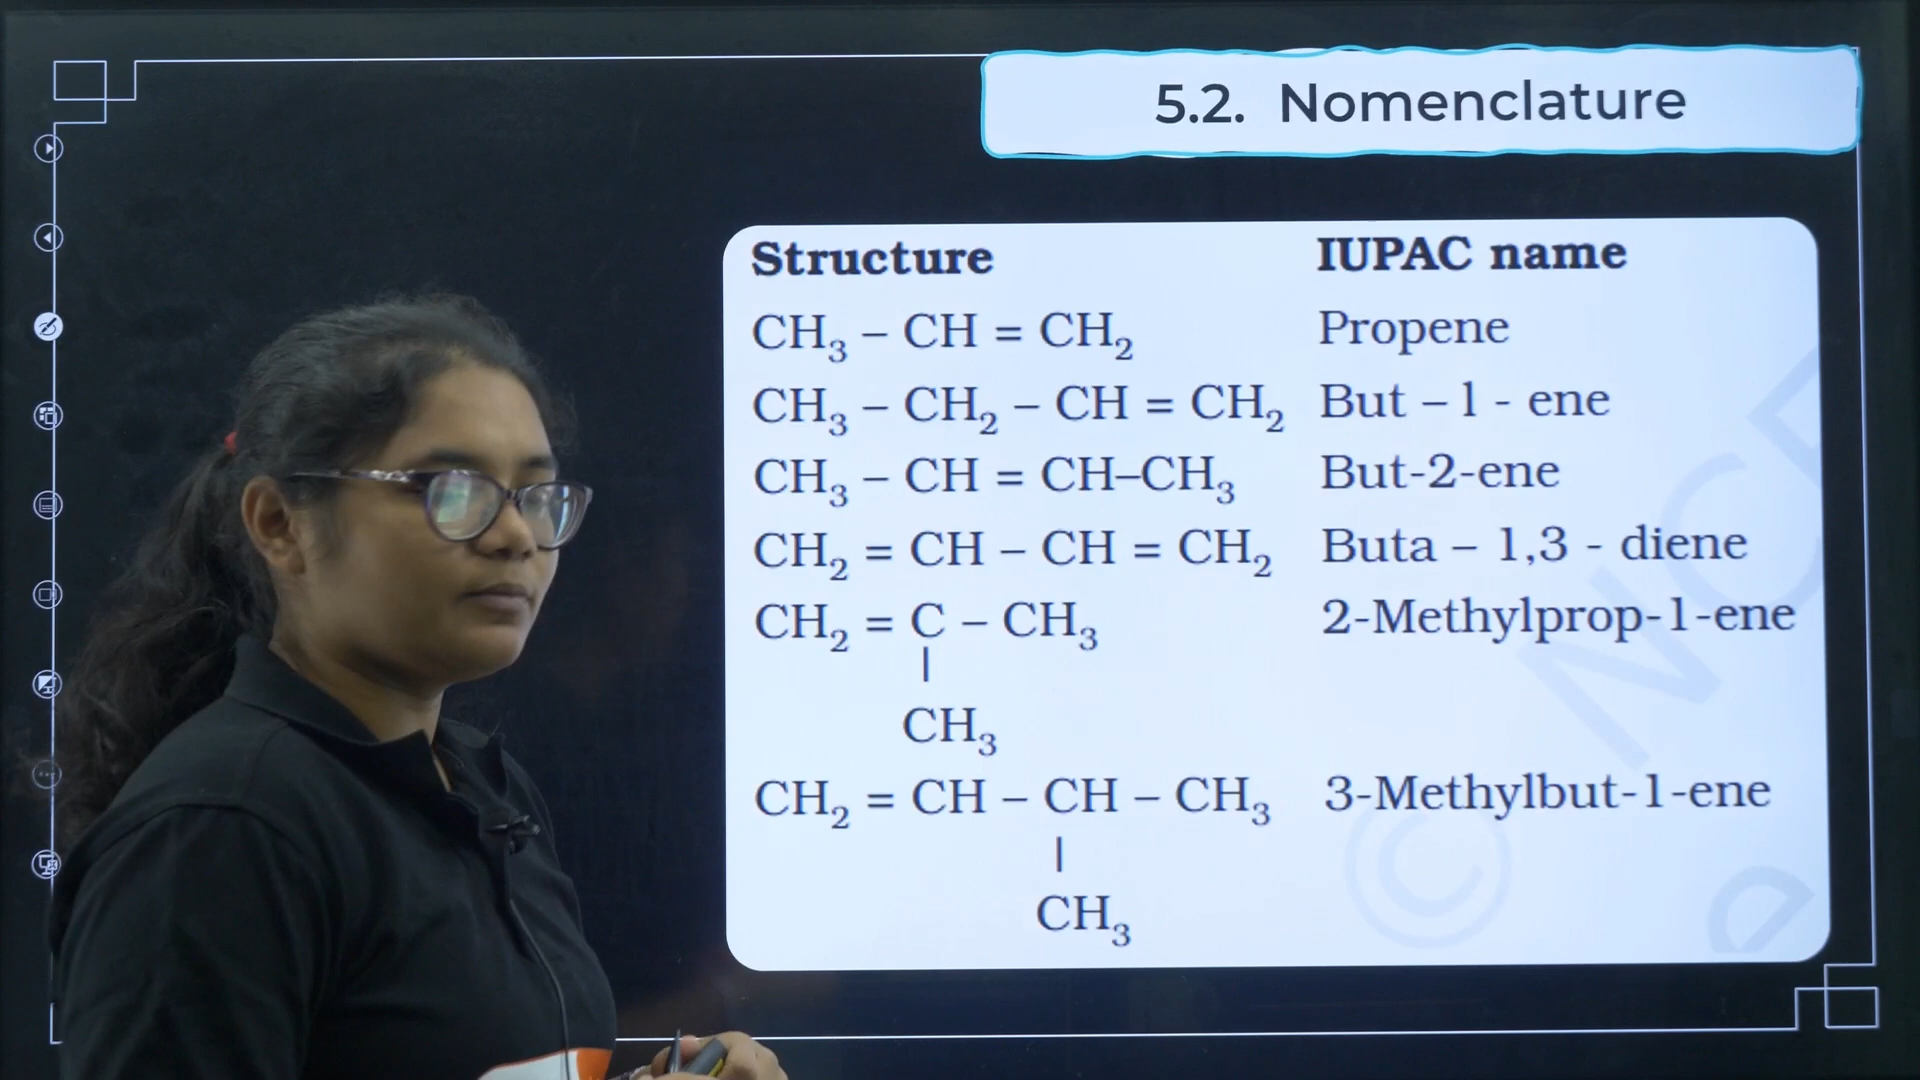 5.2. Nomenclature
Structure IUPAC name
CH₃ – CH = CH₂ Propene
CH₃ – CH₂ – CH = CH₂ But – 1 - ene
CH₃ – CH = CH–CH₃ But-2-ene
CH₂ = CH – CH = CH₂ Buta – 1,3 - diene
CH₂ = C – CH₃ 2-Methylprop-1-ene
|
CH₃
CH₂ = CH – CH – CH₃ 3-Methylbut-1-ene
|
CH₃
© NCE
e